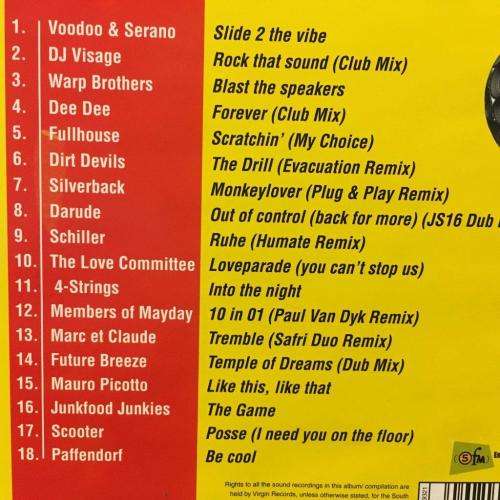 1. Voodoo & Serano Slide 2 the vibe
2. DJ Visage Rock that sound (Club Mix)
3. Warp Brothers Blast the speakers
4. Dee Dee Forever (Club Mix)
5. Fullhouse Scratchin' (My Choice)
6. Dirt Devils The Drill (Evacuation Remix)
7. Silverback Monkeylover (Plug & Play Remix)
8. Darude Out of control (back for more) (JS16 Dub
9. Schiller Ruhe (Humate Remix)
10. The Love Committee Loveparade (you can't stop us)
11. 4-Strings Into the night
12. Members of Mayday 10 in 01 (Paul Van Dyk Remix)
13. Marc et Claude Tremble (Safri Duo Remix)
14. Future Breeze Temple of Dreams (Dub Mix)
15. Mauro Picotto Like this, like that
16. Junkfood Junkies The Game
17. Scooter Posse (I need you on the floor)
18. Paffendorf Be cool
5fm
Rights to all the sound recordings in this album/ compilation are
held by Virgin Records, unless otherwise stated, for the South